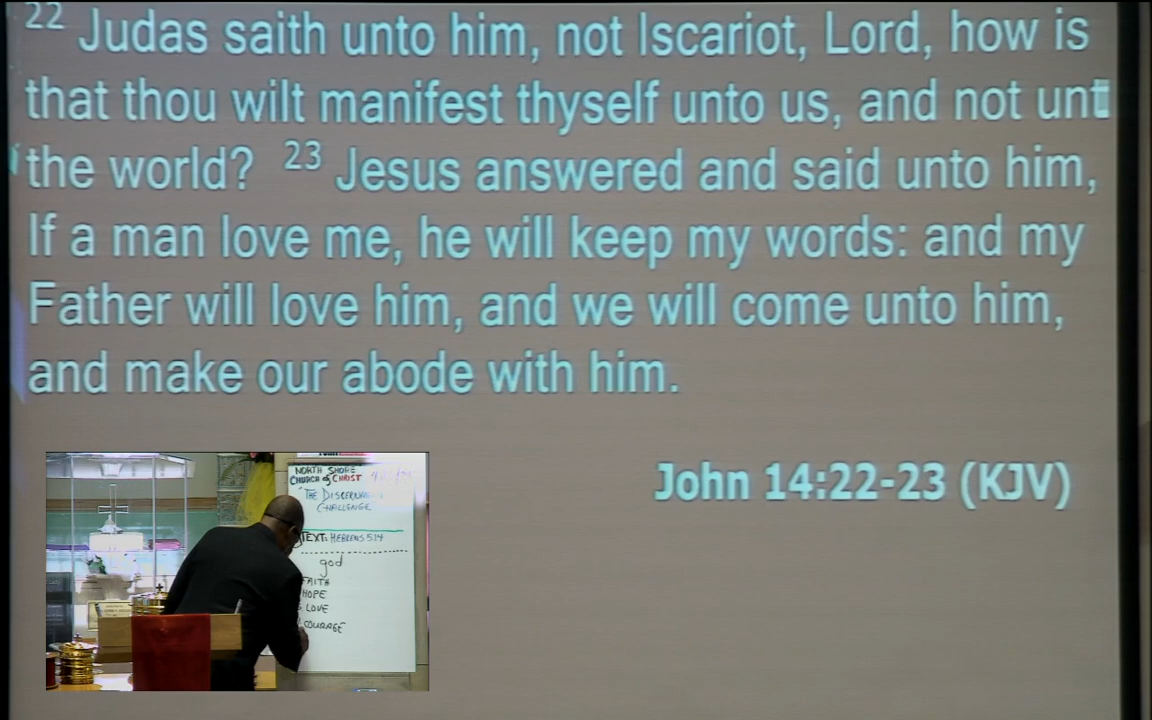 22 Judas saith unto him, not Iscariot, Lord, how is
that thou wilt manifest thyself unto us, and not unt
the world? 23 Jesus answered and said unto him,
If a man love me, he will keep my words: and my
Father will love him, and we will come unto him,
and make our abode with him.
John 14:22-23 (KJV)
NORTH SHORE
CHURCH of CHRIST
"THE
CHALLENGE
TEXT: HEBREWS 5:14
god
FAITH
HOPE
LOVE
COURAGE